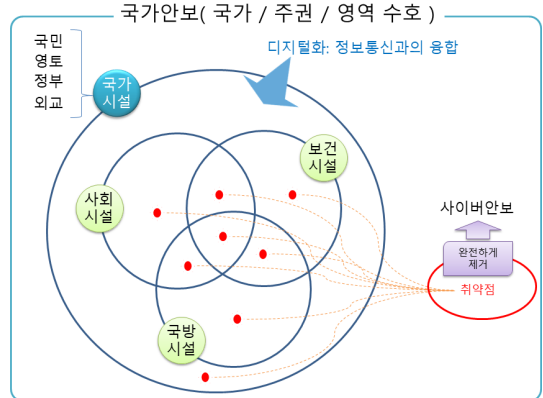 국가안보( 국가 / 주권 / 영역 수호 )
국민
영토
정부
외교
국가
시설
디지털화: 정보통신과의 융합
보건
시설
사회
시설
국방
시설
사이버안보
완전하게
제거
취약점